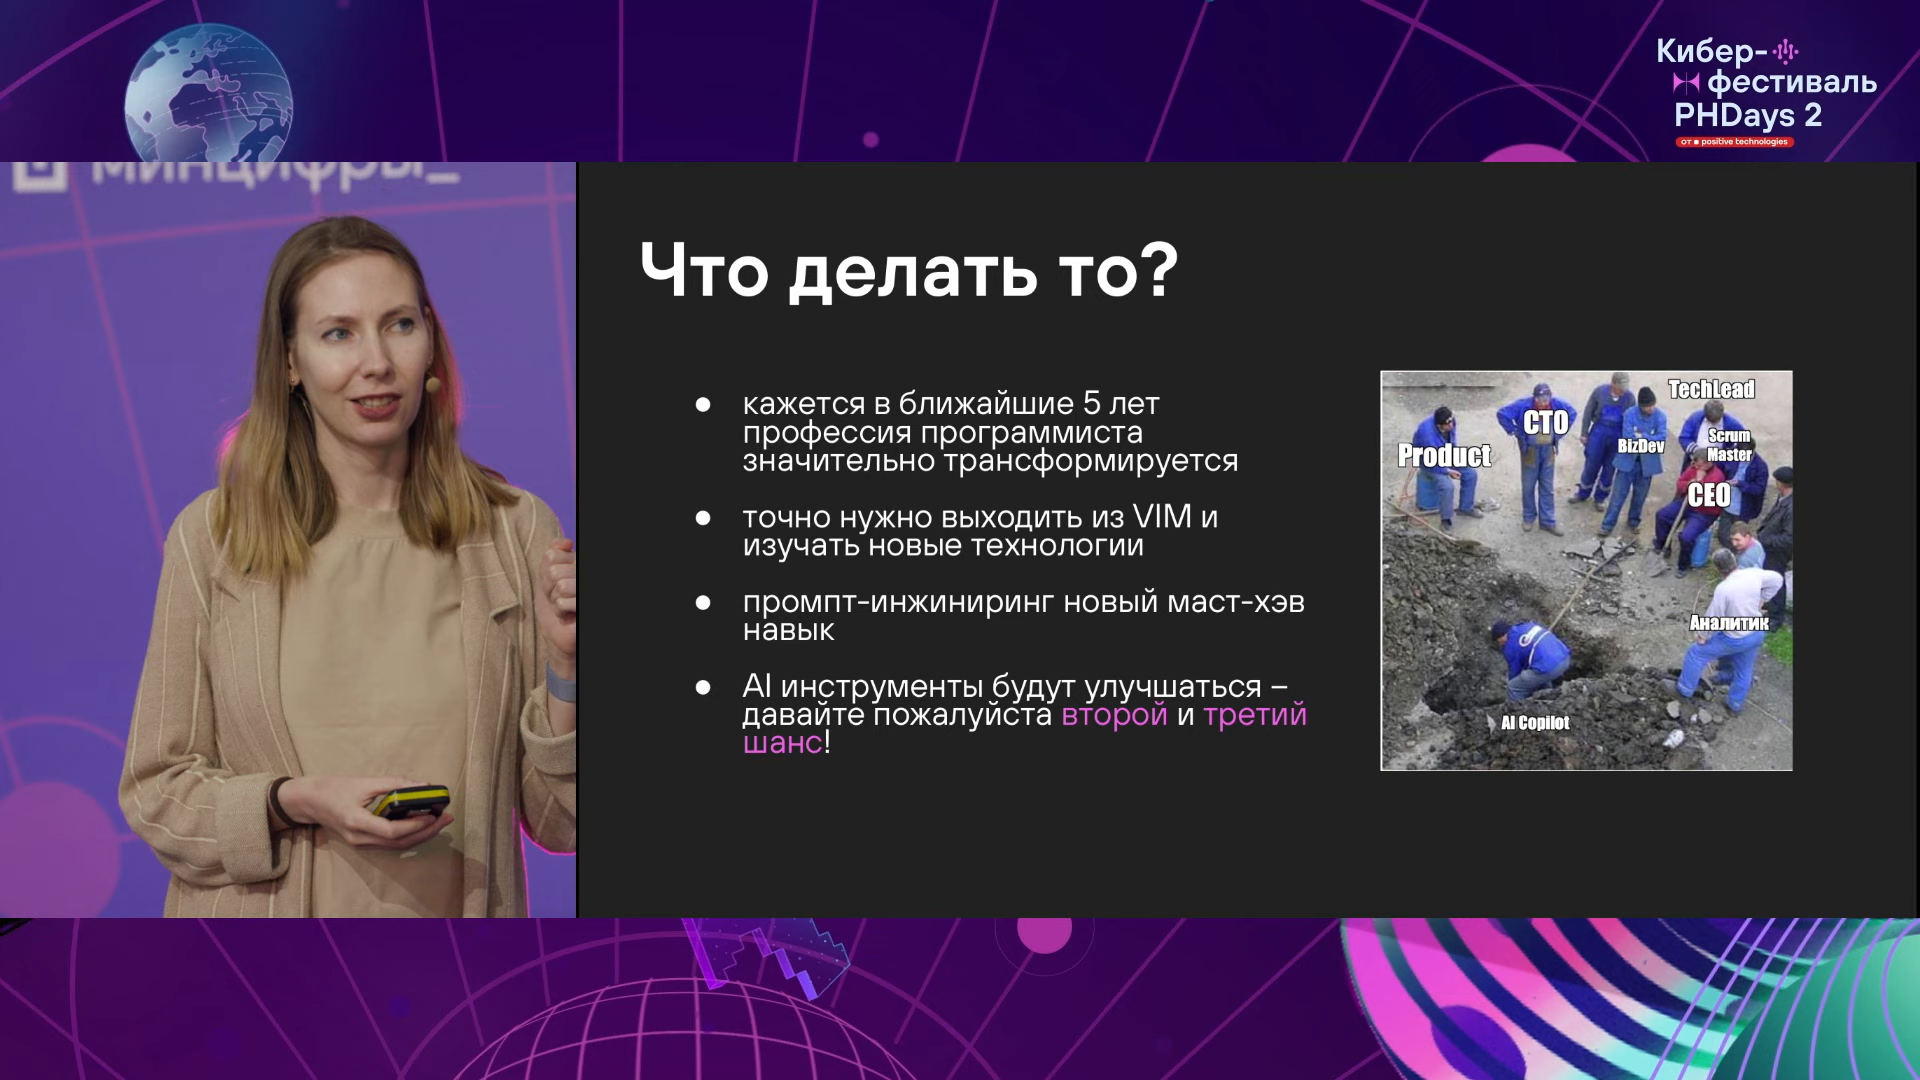 Кибер-
фестиваль
PHDays 2
от positive technologies
минцифры_
Что делать то?
кажется в ближайшие 5 лет
профессия программиста
значительно трансформируется
точно нужно выходить из VIM и
изучать новые технологии
промпт-инжиниринг новый маст-хэв
навык
AI инструменты будут улучшаться –
давайте пожалуйста второй и третий
шанс!
TechLead
CTO
Product
BizDev
Scrum
Master
CEO
Аналитик
AI Copilot